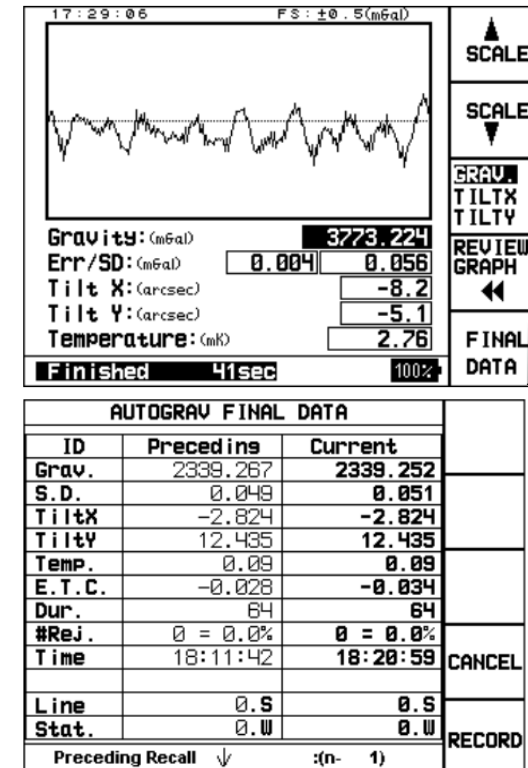 17:29:06 FS:±0.5(mGal)
SCALE
SCALE
GRAV.
TILTX
TILTY
REVIEW
GRAPH
FINAL
DATA
Gravity:(mGal) 3773.224
Err/SD:(mGal) 0.004 0.056
Tilt X:(arcsec) -8.2
Tilt Y:(arcsec) -5.1
Temperature:(mK) 2.76
Finished 41sec 100%
AUTOGRAV FINAL DATA
ID Preceding Current
Grav. 2339.267 2339.252
S.D. 0.049 0.051
TiltX -2.824 -2.824
TiltY 12.435 12.435
Temp. 0.09 0.09
E.T.C. -0.028 -0.034
Dur. 64 64
#Rej. 0 = 0.0% 0 = 0.0%
Time 18:11:42 18:20:59
CANCEL
Line 0.S 0.S
Stat. 0.W 0.W
RECORD
Preceding Recall ↓ :(n- 1)